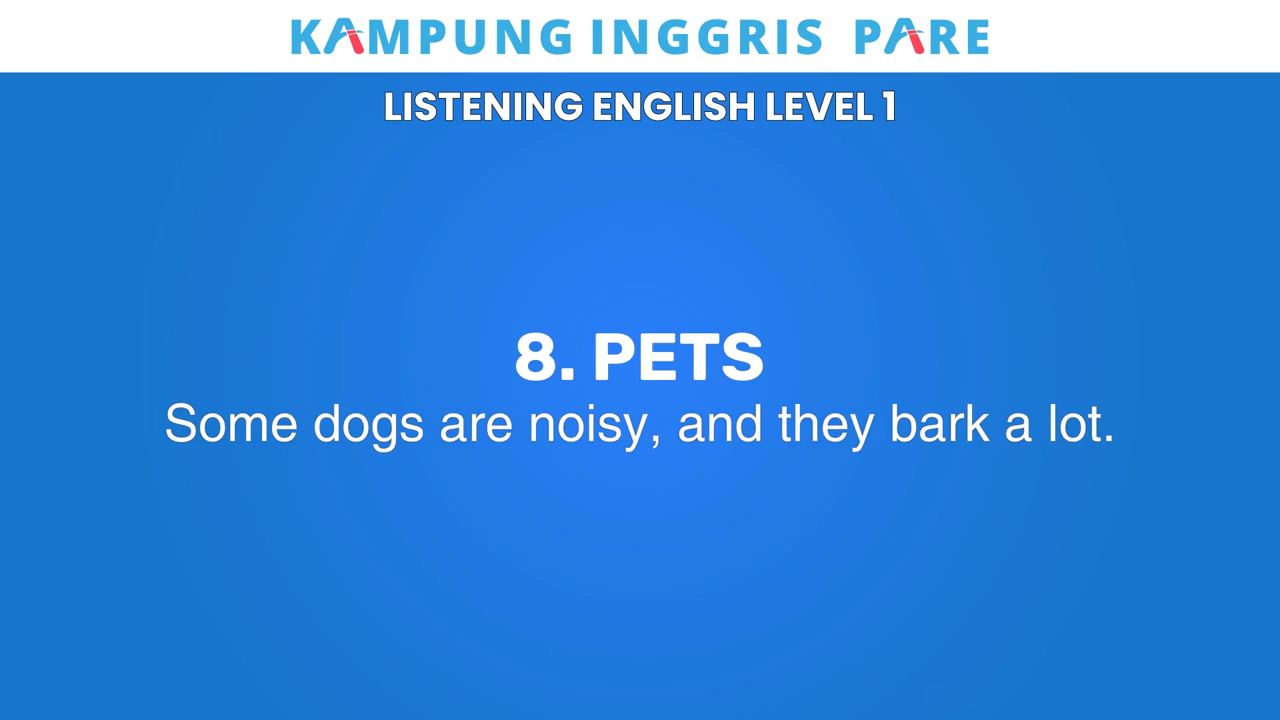 KAMPUNG INGGRIS PARE
LISTENING ENGLISH LEVEL 1
8. PETS
Some dogs are noisy, and they bark a lot.